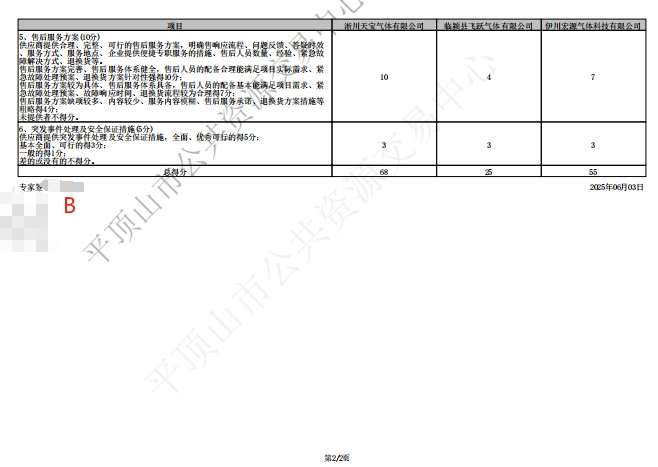 项目 淅川天宝气体有限公司 临颍县飞跃气体有限公司 伊川宏源气体科技有限公司
5、售后服务方案(10分)
供应商提供合理、完整、可行的售后服务方案，明确售响应流程、问题反馈、答疑时效
、服务方式、服务地点、企业提供便捷专职服务的措施、售后人员数量、经验、紧急故
障解决方式、退换货等。
售后服务方案完善、售后服务体系健全，售后人员的配备合理能满足项目实际需求、紧
急故障处理预案、退换货方案针对性强得10分；
售后服务方案较为具体、售后服务体系具备，售后人员的配备基本能满足项目需求、紧
急故障处理预案、故障响应时间、退换货流程较为合理得7分；
售后服务方案缺项较多、内容较少、服务内容模糊、售后服务承诺、退换货方案措施等
粗略得4分；
未提供者不得分。
10 4 7
6、突发事件处理及安全保证措施(5分)
供应商提供突发事件处理及安全保证措施，全面、优秀可行的得5分；
基本全面、可行的得3分；
一般的得1分；
差的或没有的不得分。
3 3 3
总得分 68 25 55
专家签 2025年06月03日
B
平顶山市公共资源交易中心
平顶山市公共资源交易中心
第2/2页